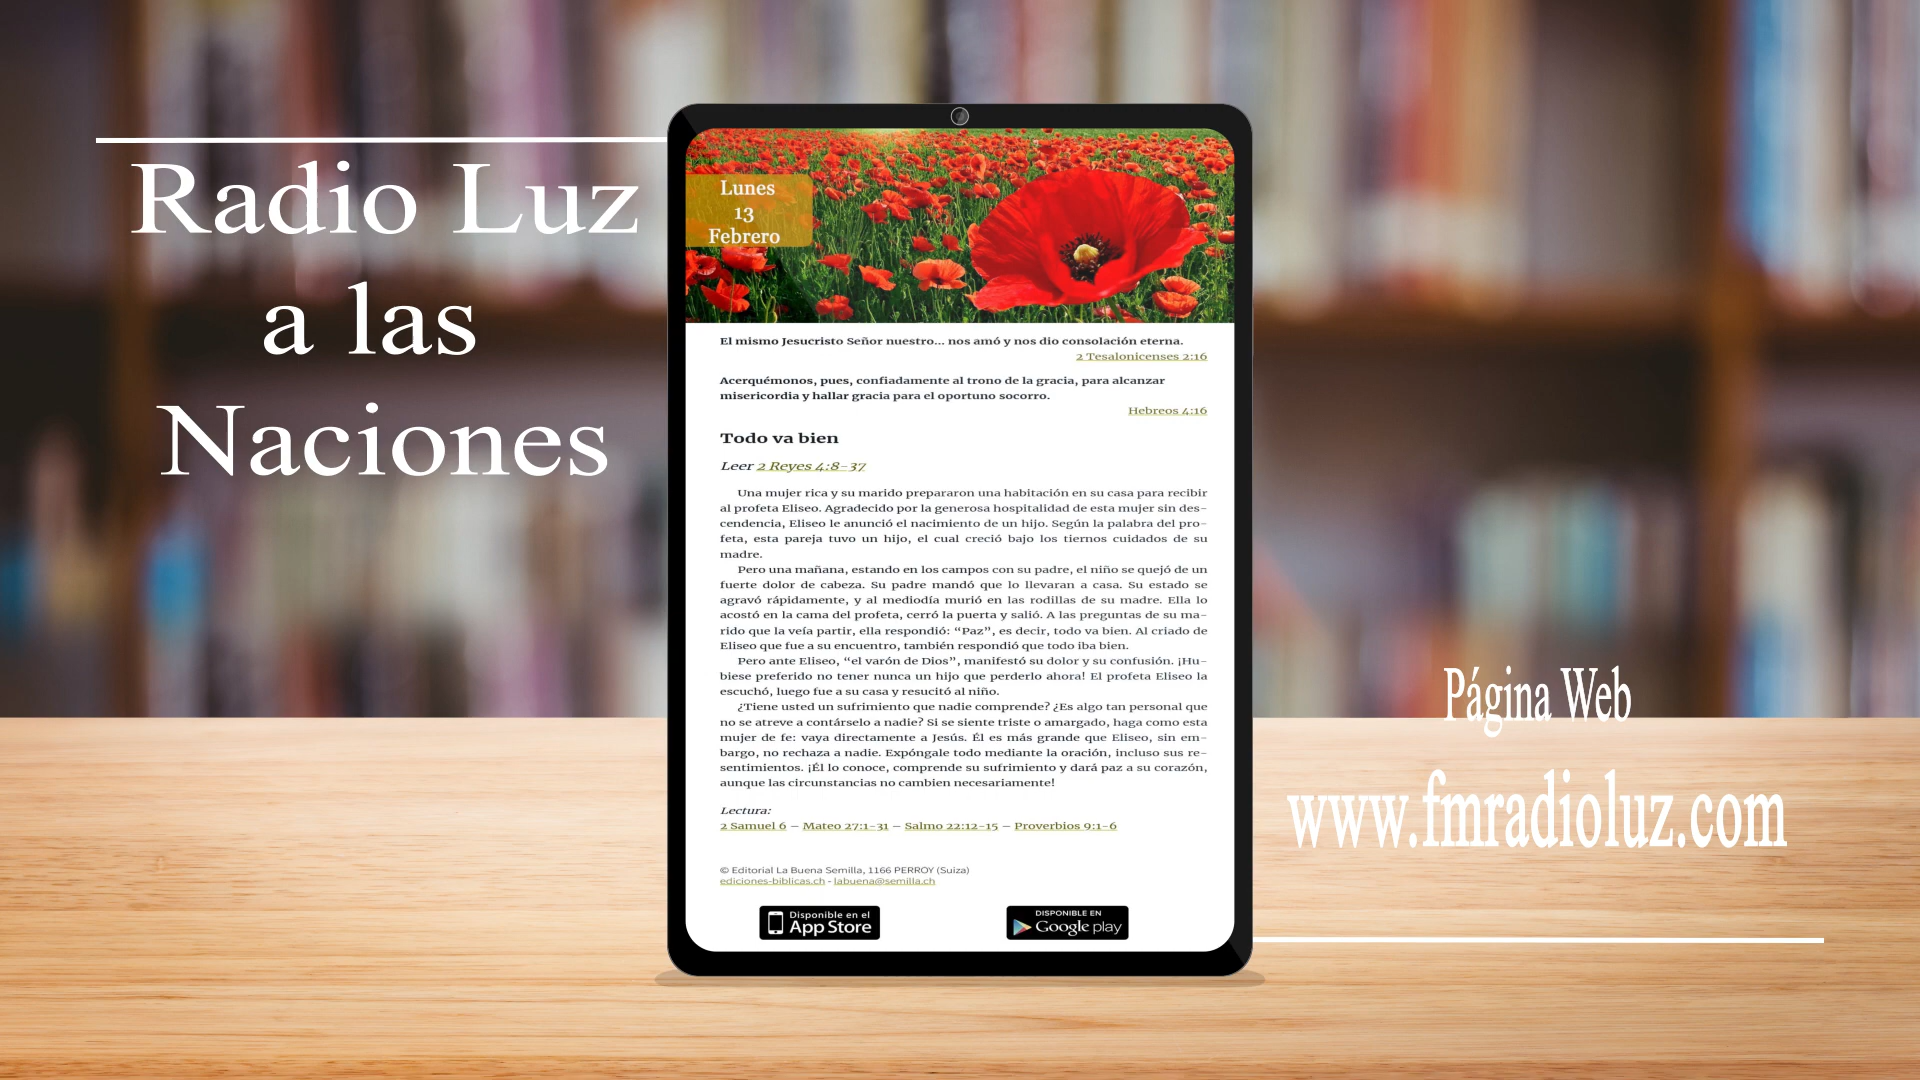 Radio Luz
a las
Naciones
Lunes
13
Febrero
El mismo Jesucristo Señor nuestro... nos amó y nos dio consolación eterna.
2 Tesalonicenses 2:16
Acerquémonos, pues, confiadamente al trono de la gracia, para alcanzar
misericordia y hallar gracia para el oportuno socorro.
Hebreos 4:16
Todo va bien
Leer 2 Reyes 4:8-37
Una mujer rica y su marido prepararon una habitación en su casa para recibir
al profeta Eliseo. Agradecido por la generosa hospitalidad de esta mujer sin des-
cendencia, Eliseo le anunció el nacimiento de un hijo. Según la palabra del pro-
feta, esta pareja tuvo un hijo, el cual creció bajo los tiernos cuidados de su
madre.
Pero una mañana, estando en los campos con su padre, el niño se quejó de un
fuerte dolor de cabeza. Su padre mandó que lo llevaran a casa. Su estado se
agravó rápidamente, y al mediodía murió en las rodillas de su madre. Ella lo
acostó en la cama del profeta, cerró la puerta y salió. A las preguntas de su ma-
rido que la veía partir, ella respondió: “Paz”, es decir, todo va bien. Al criado de
Eliseo que fue a su encuentro, también respondió que todo iba bien.
Pero ante Eliseo, “el varón de Dios”, manifestó su dolor y su confusión. ¡Hu-
biese preferido no tener nunca un hijo que perderlo ahora! El profeta Eliseo la
escuchó, luego fue a su casa y resucitó al niño.
¿Tiene usted un sufrimiento que nadie comprende? ¿Es algo tan personal que
no se atreve a contárselo a nadie? Si se siente triste o amargado, haga como esta
mujer de fe: vaya directamente a Jesús. Él es más grande que Eliseo, sin em-
bargo, no rechaza a nadie. Expóngale todo mediante la oración, incluso sus re-
sentimientos. ¡Él lo conoce, comprende su sufrimiento y dará paz a su corazón,
aunque las circunstancias no cambien necesariamente!
Lectura:
2 Samuel 6 – Mateo 27:1-31 – Salmo 22:12-15 – Proverbios 9:1-6
© Editorial La Buena Semilla, 1166 PERROY (Suiza)
ediciones-biblicas.ch - labuena@semilla.ch
Disponible en el
App Store
DISPONIBLE EN
Google play
Página Web
www.fmradioluz.com